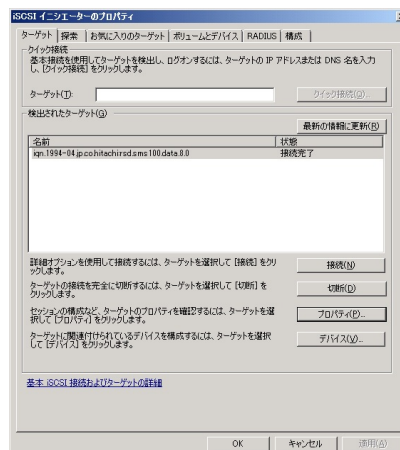 iSCSI イニシエーターのプロパティ
ターゲット 探索 お気に入りのターゲット ボリュームとデバイス RADIUS 構成
クイック接続
基本接続を使用してターゲットを検出し、ログオンするには、ターゲットの IP アドレスまたは DNS 名を入力
し、[クイック接続] をクリックします。
ターゲット(T): クイック接続(Q)...
検出されたターゲット(G)
最新の情報に更新(R)
名前 状態
iqn.1994-04.jp.co.hitachi.rsd.sms100.data.8.0 接続完了
詳細オプションを使用して接続するには、ターゲットを選択して [接続] をクリ
ックします。
接続(N)
ターゲットの接続を完全に切断するには、ターゲットを選択して [切断] を
クリックします。
切断(D)
セッションの構成など、ターゲットのプロパティを確認するには、ターゲットを選
択して [プロパティ] をクリックします。
プロパティ(P)...
ターゲットに関連付けられているデバイスを構成するには、ターゲットを選択
して [デバイス] をクリックします。
デバイス(V)...
基本 iSCSI 接続およびターゲットの詳細
OK キャンセル 適用(A)